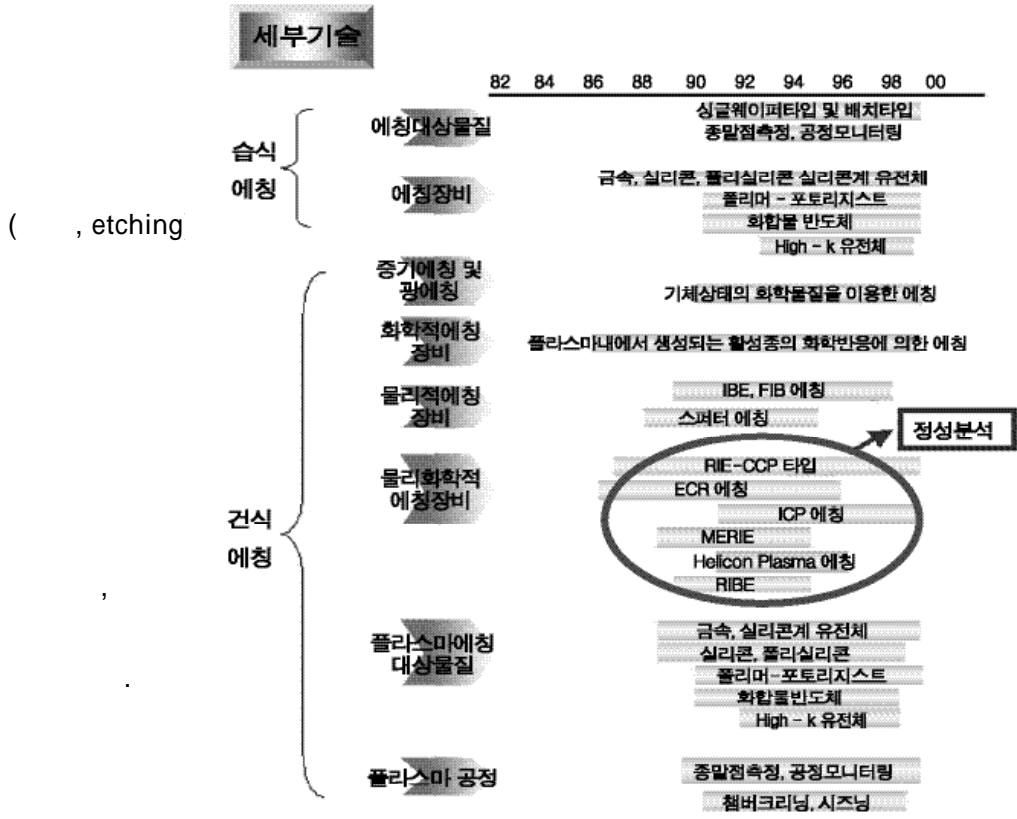 세부기술
82 84 86 88 90 92 94 96 98 00
습식
에칭
에칭대상물질
싱글웨이퍼타입 및 배치타입
종말점측정, 공정모니터링
에칭장비
금속, 실리콘, 폴리실리콘 실리콘계 유전체
폴리머 - 포토리지스트
화합물 반도체
High - k 유전체
( , etching
건식
에칭
증기에칭 및
광에칭
기체상태의 화학물질을 이용한 에칭
화학적에칭
장비
플라스마내에서 생성되는 활성종의 화학반응에 의한 에칭
물리적에칭
장비
IBE, FIB 에칭
스퍼터 에칭
정성분석
물리화학적
에칭장비
RIE-CCP 타입
ECR 에칭
ICP 에칭
MERIE
Helicon Plasma 에칭
RIBE
,
플라스마에칭
대상물질
금속, 실리콘계 유전체
실리콘, 폴리실리콘
폴리머-포토리지스트
화합물반도체
High - k 유전체
.
플라스마 공정
종말점측정, 공정모니터링
챔버크리닝, 시즈닝